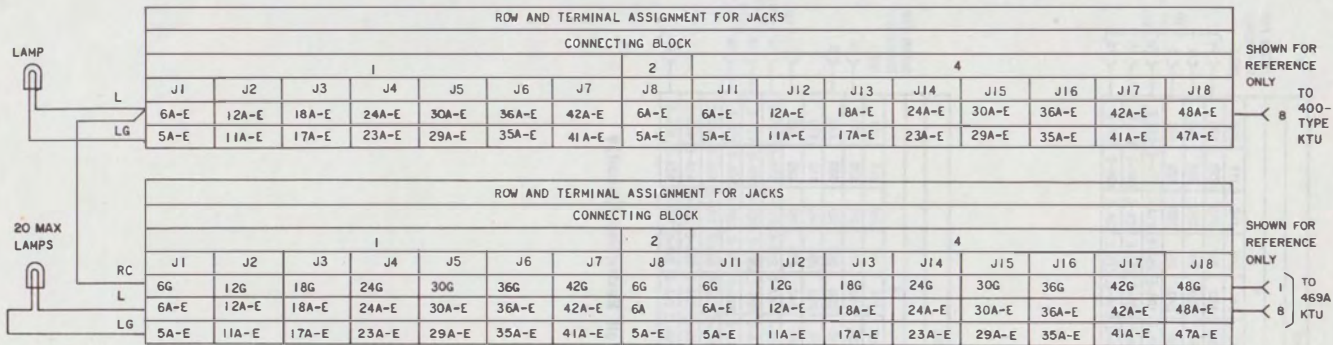 ROW AND TERMINAL ASSIGNMENT FOR JACKS
CONNECTING BLOCK
LAMP
1 2 4
SHOWN FOR REFERENCE ONLY
J1 J2 J3 J4 J5 J6 J7 J8 J11 J12 J13 J14 J15 J16 J17 J18
L 6A-E 12A-E 18A-E 24A-E 30A-E 36A-E 42A-E 6A-E 6A-E 12A-E 18A-E 24A-E 30A-E 36A-E 42A-E 48A-E 8 TO 400-TYPE KTU
LG 5A-E 11A-E 17A-E 23A-E 29A-E 35A-E 41A-E 5A-E 5A-E 11A-E 17A-E 23A-E 29A-E 35A-E 41A-E 47A-E
ROW AND TERMINAL ASSIGNMENT FOR JACKS
CONNECTING BLOCK
20 MAX LAMPS
1 2 4
SHOWN FOR REFERENCE ONLY
J1 J2 J3 J4 J5 J6 J7 J8 J11 J12 J13 J14 J15 J16 J17 J18
RC 6G 12G 18G 24G 30G 36G 42G 6G 6G 12G 18G 24G 30G 36G 42G 48G 1
L 6A-E 12A-E 18A-E 24A-E 30A-E 36A-E 42A-E 6A 6A-E 12A-E 18A-E 24A-E 30A-E 36A-E 42A-E 48A-E 8 TO 469A KTU
LG 5A-E 11A-E 17A-E 23A-E 29A-E 35A-E 41A-E 5A-E 5A-E 11A-E 17A-E 23A-E 29A-E 35A-E 41A-E 47A-E